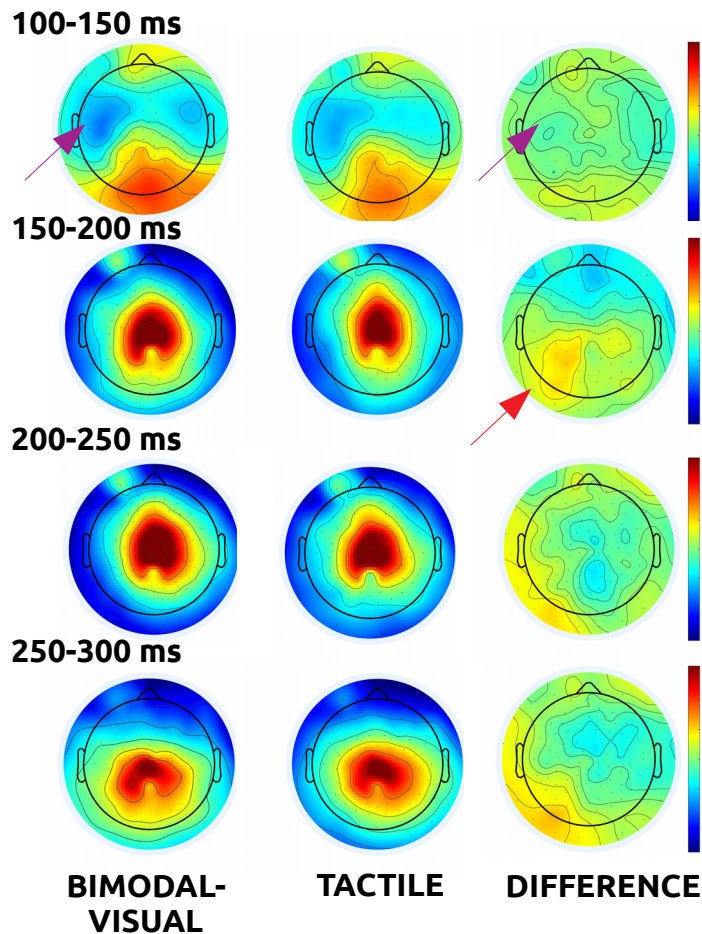 100-150 ms
150-200 ms
200-250 ms
250-300 ms
BIMODAL-
VISUAL
TACTILE
DIFFERENCE